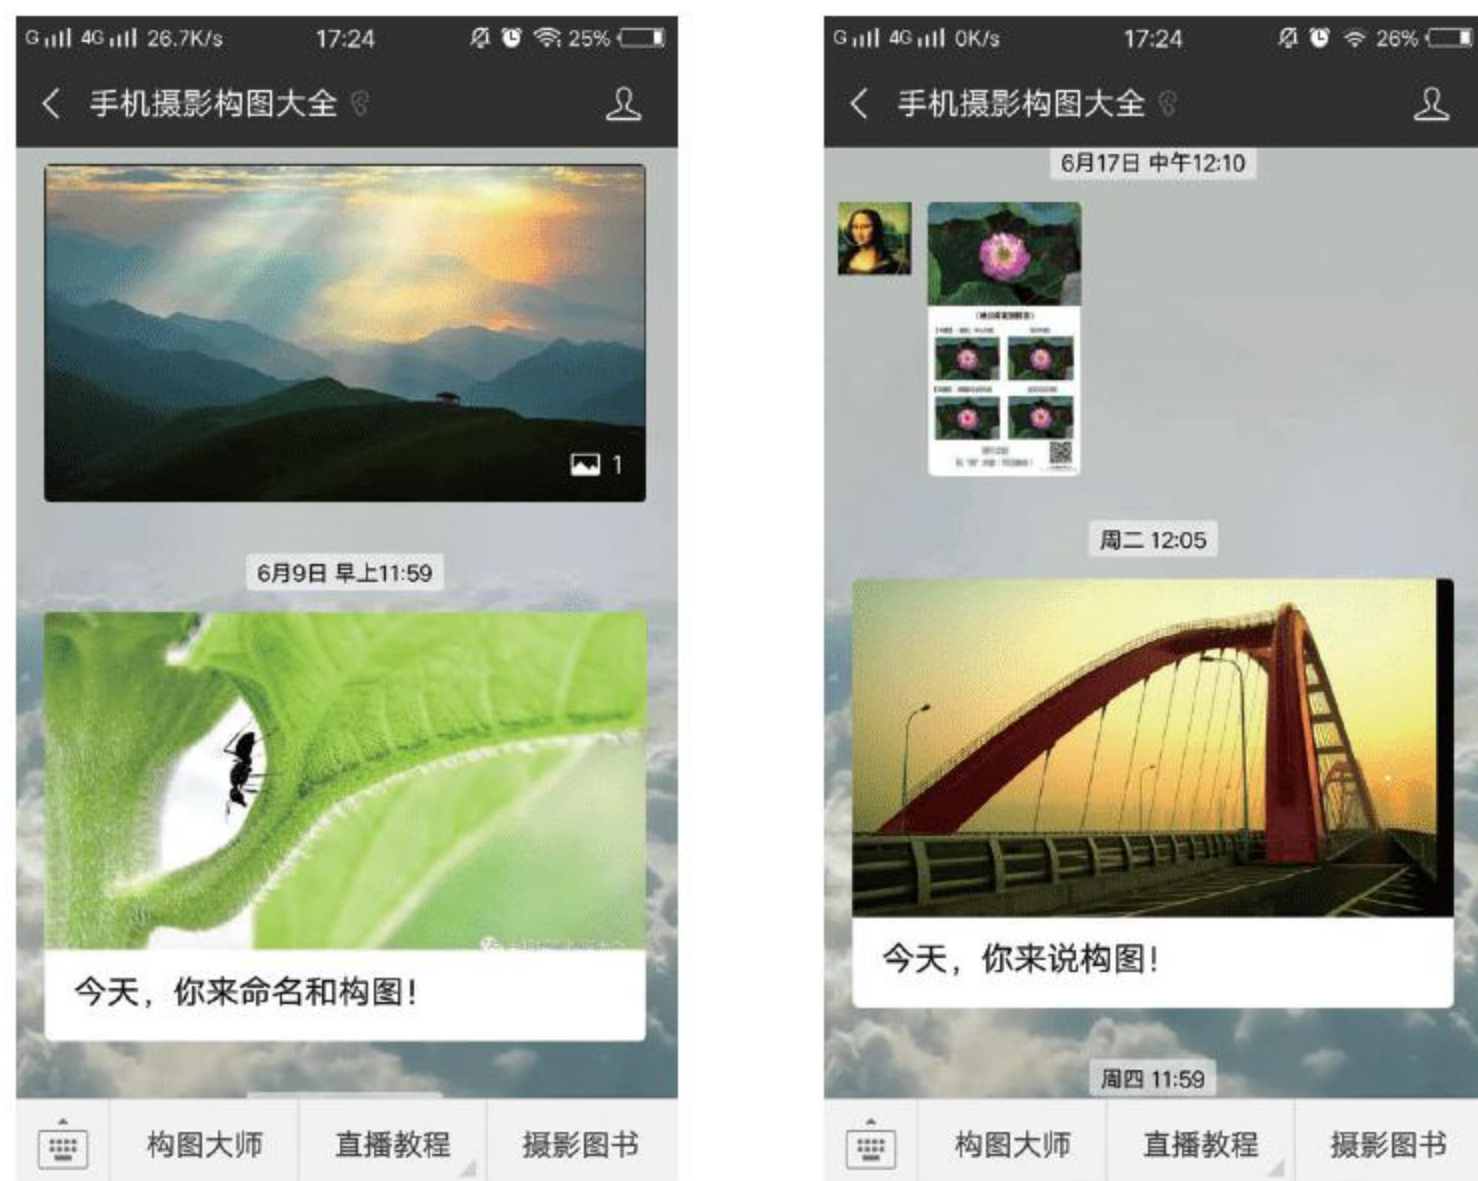 G 4G 26.7K/s 17:24 25%
手机摄影构图大全
1
6月9日 早上11:59
今天，你来命名和构图！
构图大师 直播教程 摄影图书
G 4G 0K/s 17:24 26%
手机摄影构图大全
6月17日 中午12:10
周二 12:05
今天，你来说构图！
周四 11:59
构图大师 直播教程 摄影图书